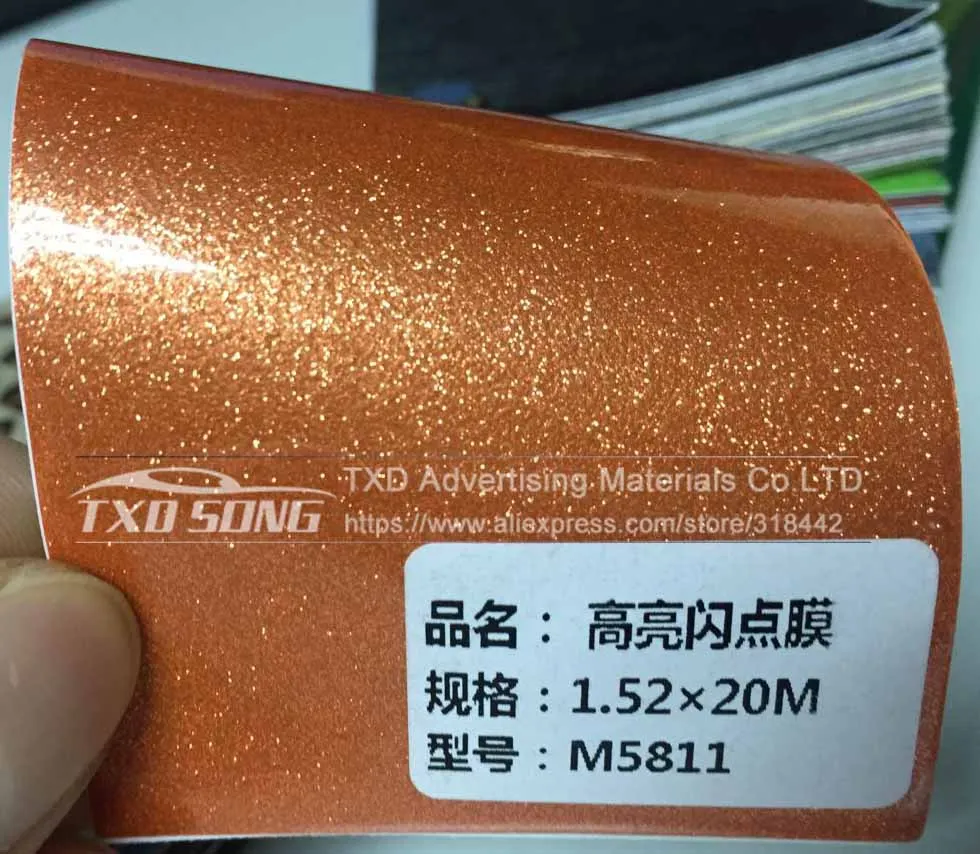 TXD SONG
TXD Advertising Materials Co.LTD
https://www.aliexpress.com/store/318442
品名：高亮闪点膜
规格：1.52×20M
型号：M5811